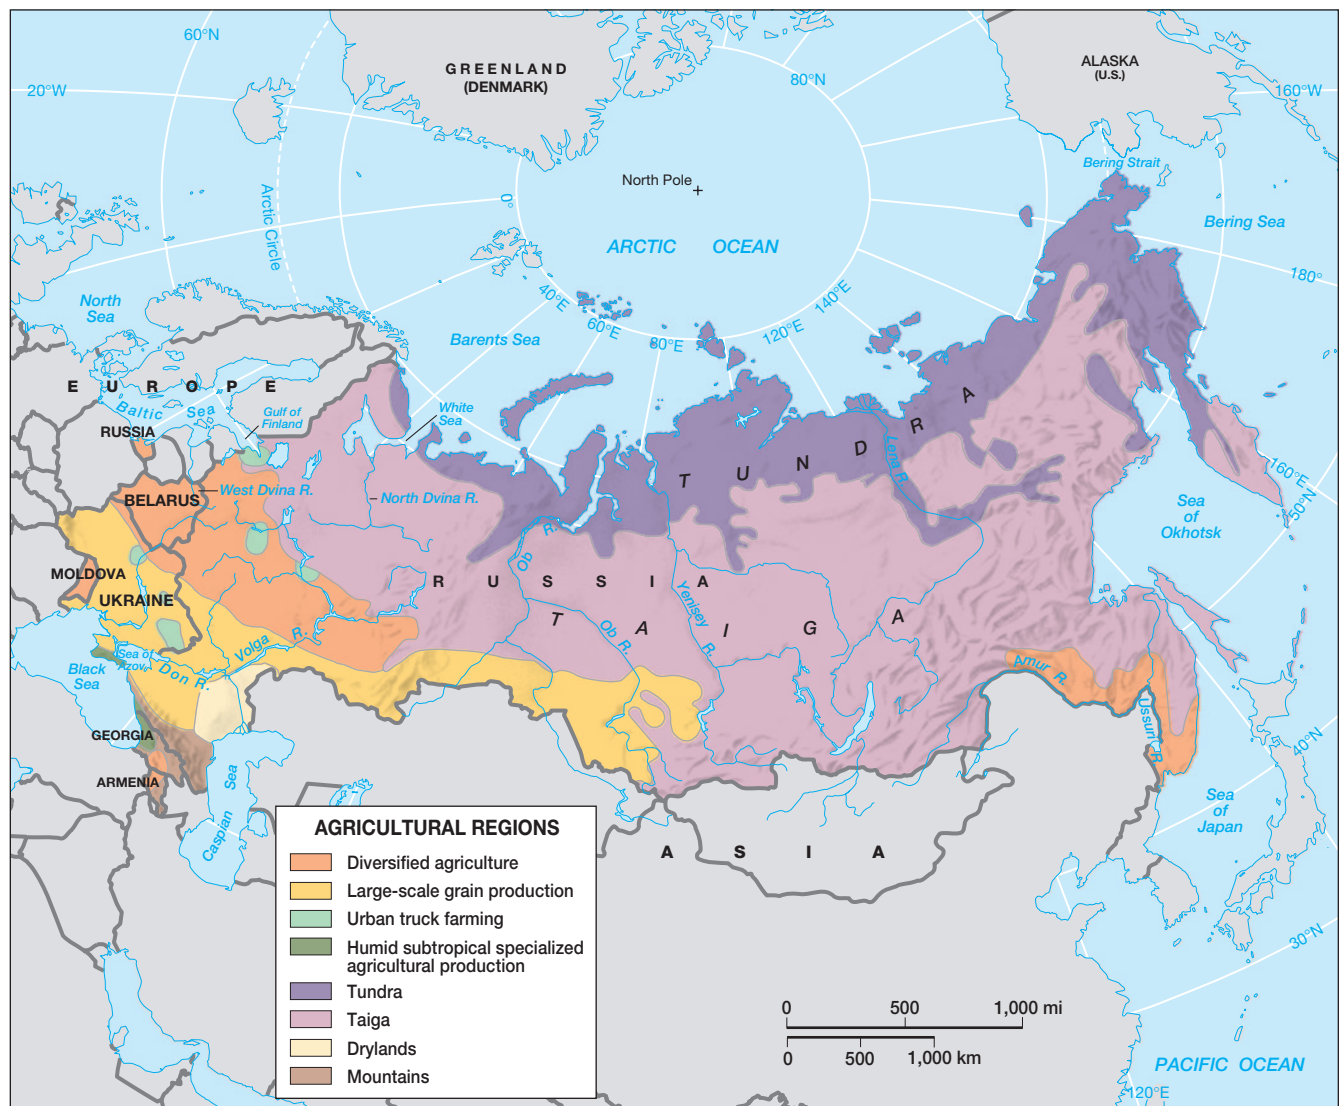 60°N
20°W
GREENLAND
(DENMARK)
80°N
ALASKA
(U.S.)
160°W
Bering Strait
North Pole
Arctic Circle
0°
ARCTIC OCEAN
Bering Sea
180°
North
Sea
40°E
60°E
80°E
120°E
140°E
Barents Sea
EUROPE
Baltic Sea
Gulf of
Finland
White
Sea
RUSSIA
TUNDRA
Lena R.
160°E
50°N
BELARUS
West Dvina R.
North Dvina R.
Sea
of
Okhotsk
Ob R.
MOLDOVA
RUSSIA
Yenisey R.
UKRAINE
TAIGA
Ob R.
Volga R.
Sea of
Azov
Don R.
Black
Sea
Amur R.
Ussuri R.
GEORGIA
40°N
ARMENIA
Caspian Sea
Sea
of
Japan
ASIA
AGRICULTURAL REGIONS
Diversified agriculture
Large-scale grain production
Urban truck farming
Humid subtropical specialized
agricultural production
Tundra
Taiga
Drylands
Mountains
30°N
0 500 1,000 mi
0 500 1,000 km
PACIFIC OCEAN
120°E